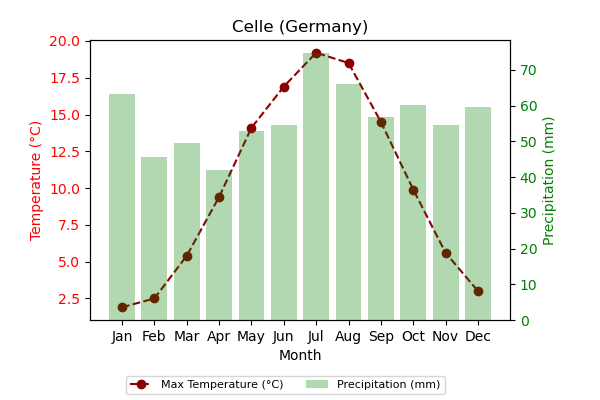 Celle (Germany)
Temperature (°C)
20.0
17.5
15.0
12.5
10.0
7.5
5.0
2.5
Precipitation (mm)
70
60
50
40
30
20
10
0
Jan Feb Mar Apr May Jun Jul Aug Sep Oct Nov Dec
Month
Max Temperature (°C) Precipitation (mm)